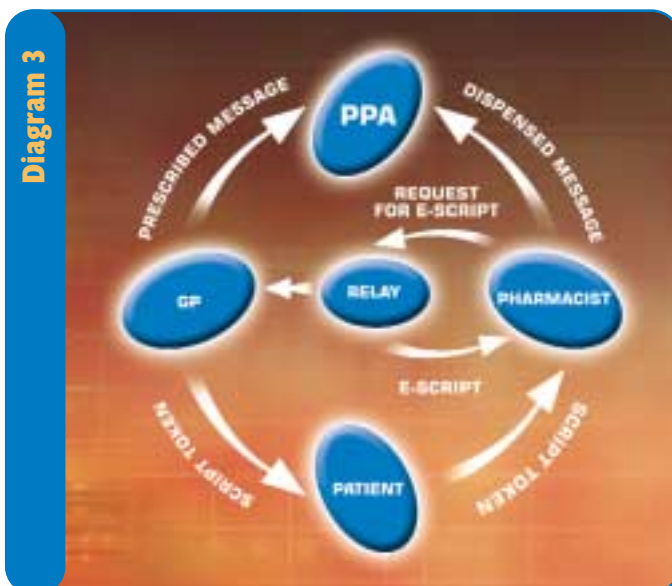 Diagram 3
PPA
PRESCRIBED MESSAGE
DISPENSED MESSAGE
REQUEST
FOR E-SCRIPT
GP
RELAY
PHARMACIST
E-SCRIPT
SCRIPT TOKEN
PATIENT
SCRIPT TOKEN